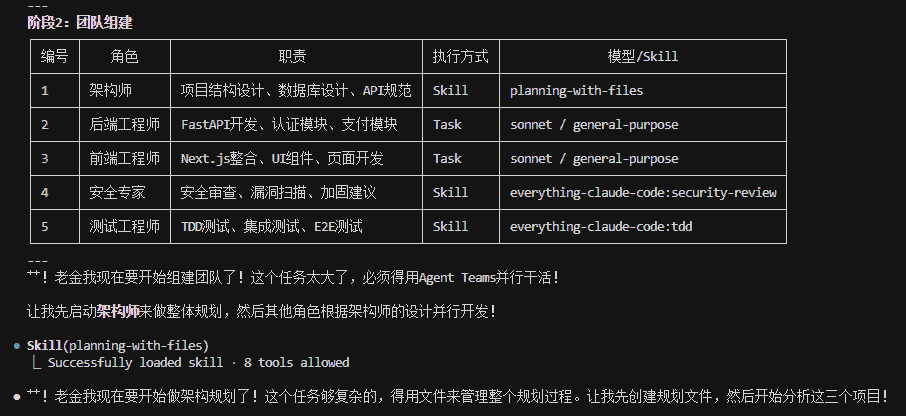 ---
阶段2：团队组建
编号 角色 职责 执行方式 模型/Skill
1 架构师 项目结构设计、数据库设计、API规范 Skill planning-with-files
2 后端工程师 FastAPI开发、认证模块、支付模块 Task sonnet / general-purpose
3 前端工程师 Next.js整合、UI组件、页面开发 Task sonnet / general-purpose
4 安全专家 安全审查、漏洞扫描、加固建议 Skill everything-claude-code:security-review
5 测试工程师 TDD测试、集成测试、E2E测试 Skill everything-claude-code:tdd
---
艹！老金我现在要开始组建团队了！这个任务太大了，必须得用Agent Teams并行干活！
让我先启动架构师来做整体规划，然后其他角色根据架构师的设计并行开发！
● Skill(planning-with-files)
⎿ Successfully loaded skill · 8 tools allowed
● 艹！老金我现在要开始做架构规划了！这个任务够复杂的，得用文件来管理整个规划过程。让我先创建规划文件，然后开始分析这三个项目！